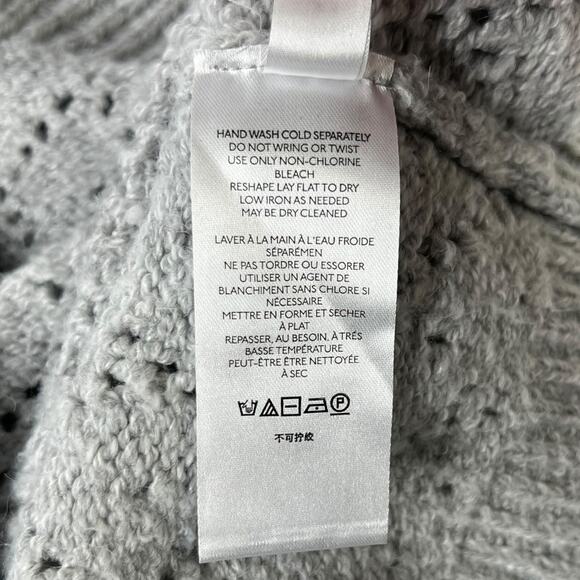 HAND WASH COLD SEPARATELY
DO NOT WRING OR TWIST
USE ONLY NON-CHLORINE
BLEACH
RESHAPE LAY FLAT TO DRY
LOW IRON AS NEEDED
MAY BE DRY CLEANED
LAVER À LA MAIN À L'EAU FROIDE
SÉPARÉMEN
NE PAS TORDRE OU ESSORER
UTILISER UN AGENT DE
BLANCHIMENT SANS CHLORE SI
NÉCESSAIRE
METTRE EN FORME ET SECHER
À PLAT
REPASSER, AU BESOIN, À TRÉS
BASSE TEMPÉRATURE
PEUT-ÊTRE ÊTRE NETTOYÉE
À SEC
P
不可拧绞